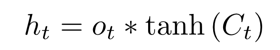 h_t = o_t * tanh (C_t)